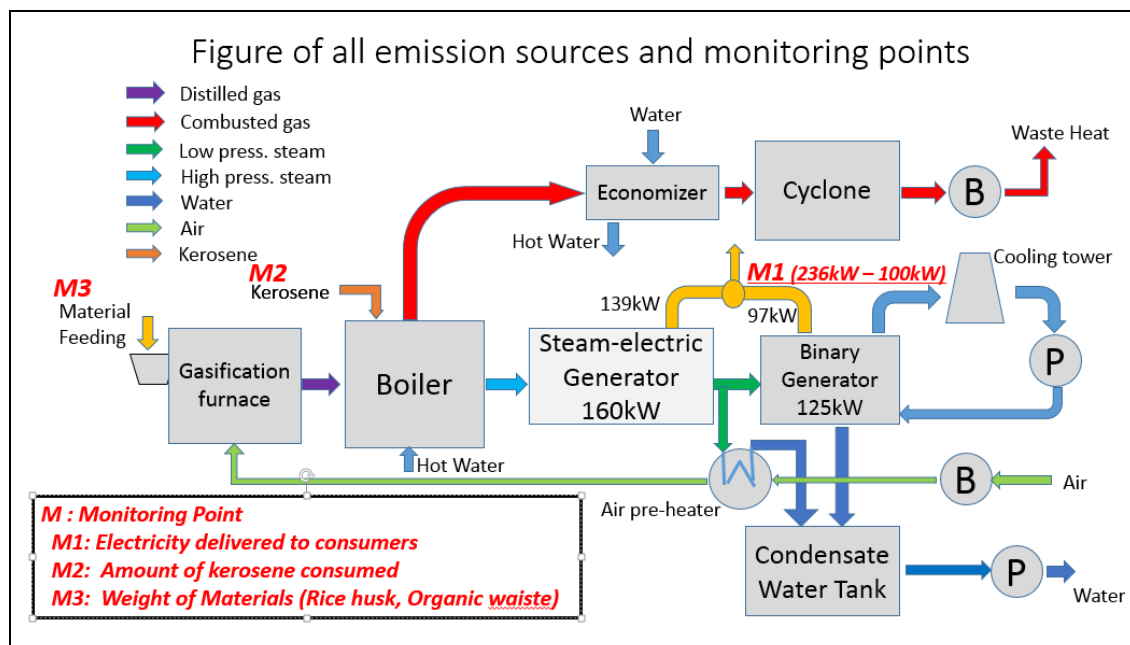 Figure of all emission sources and monitoring points
Distilled gas
Combusted gas
Low press. steam
High press. steam
Water
Air
Kerosene
Water
Economizer
Hot Water
Cyclone
B
Waste Heat
M3
Material
Feeding
M2
Kerosene
M1 (236kW – 100kW)
139kW
97kW
Cooling tower
Gasification
furnace
Boiler
Steam-electric
Generator
160kW
Binary
Generator
125kW
P
Hot Water
Air pre-heater
B
Air
Condensate
Water Tank
P
Water
M : Monitoring Point
M1: Electricity delivered to consumers
M2: Amount of kerosene consumed
M3: Weight of Materials (Rice husk, Organic waiste)